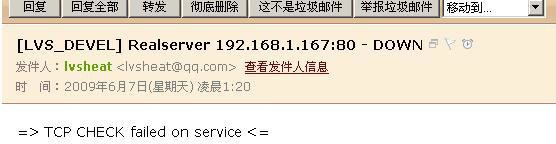 回复 回复全部 转发 彻底删除 这不是垃圾邮件 举报垃圾邮件 移动到...
[LVS_DEVEL] Realserver 192.168.1.167:80 - DOWN
发件人：lvsheat <lvsheat@qq.com> 查看发件人信息
时 间：2009年6月7日(星期天) 凌晨1:20
=> TCP CHECK failed on service <=